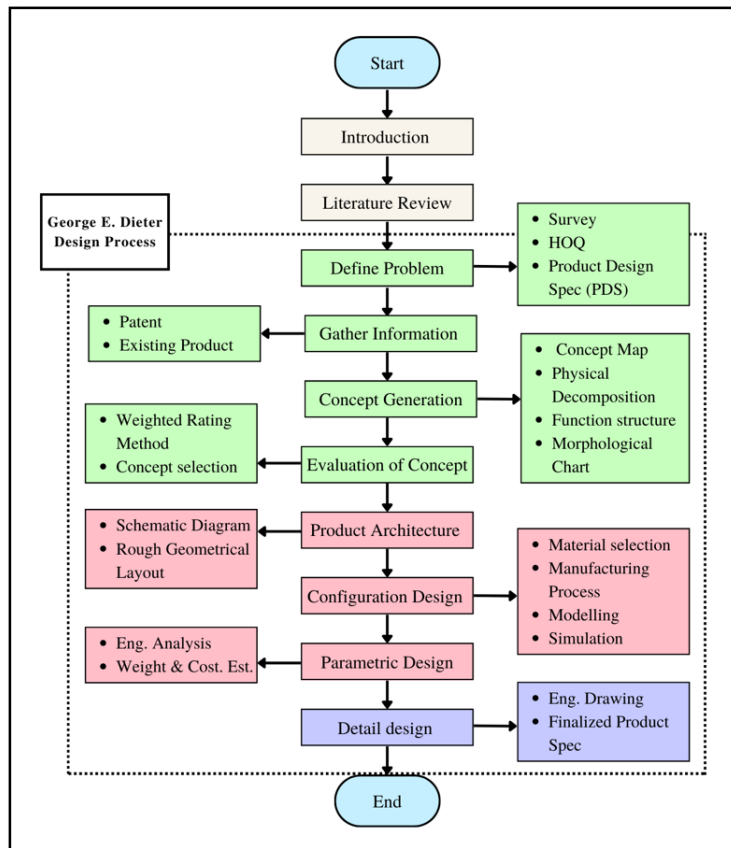 Start
Introduction
Literature Review
George E. Dieter
Design Process
Define Problem
• Survey
• HOQ
• Product Design
Spec (PDS)
Gather Information
• Patent
• Existing Product
Concept Generation
• Concept Map
• Physical
Decomposition
• Function structure
• Morphological
Chart
Evaluation of Concept
• Weighted Rating
Method
• Concept selection
Product Architecture
• Schematic Diagram
• Rough Geometrical
Layout
Configuration Design
• Material selection
• Manufacturing
Process
• Modelling
• Simulation
Parametric Design
• Eng. Analysis
• Weight & Cost. Est.
Detail design
• Eng. Drawing
• Finalized Product
Spec
End